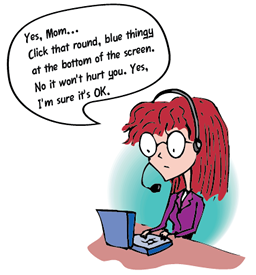 Yes, Mom...
Click that round, blue thingy
at the bottom of the screen.
No it won't hurt you. Yes,
I'm sure it's OK.